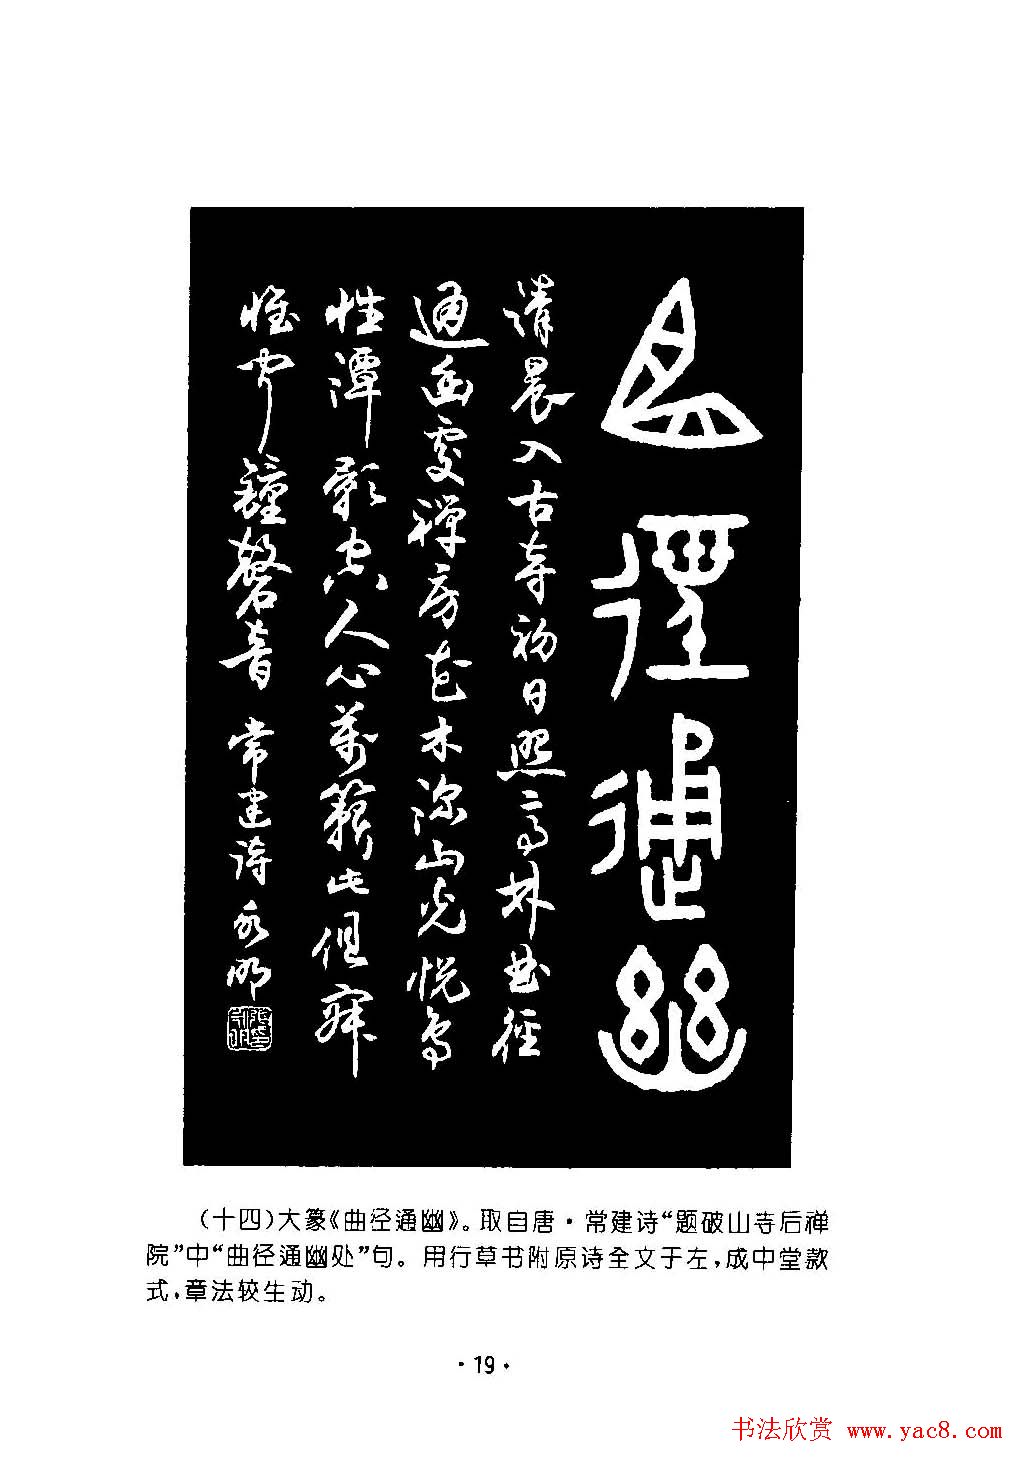 曲徑通幽
清晨入古寺初日照高林曲徑
通幽處禪房花木深山光悦鳥
性潭影空人心萬籟此俱寂
惟聞鐘磬音 常建詩 永明
(十四)大篆《曲径通幽》。取自唐·常建诗“题破山寺后禅
院”中“曲径通幽处”句。用行草书附原诗全文于左,成中堂款
式,章法较生动。
·19·
书法欣赏 www.yac8.com